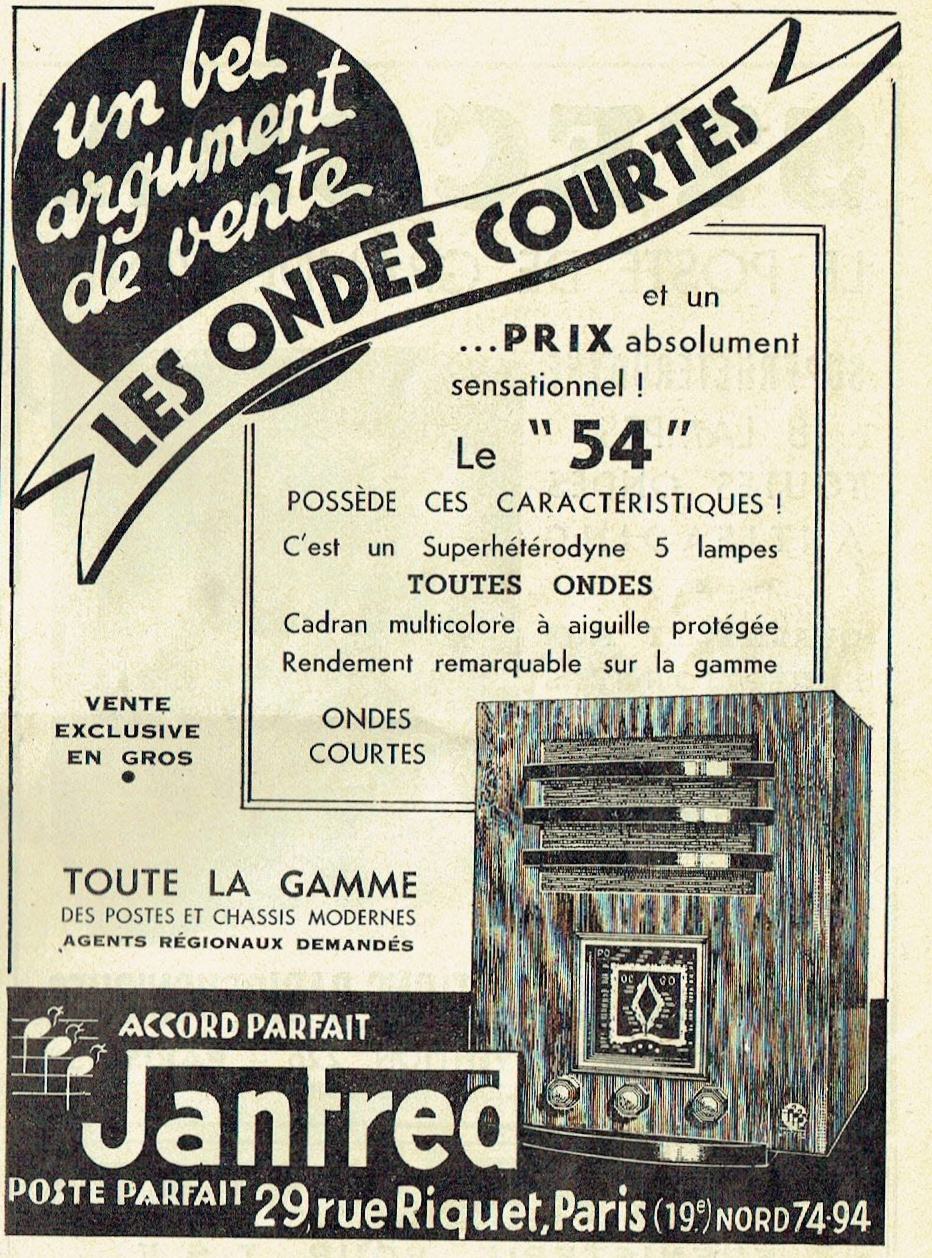 un bel
argument
de vente
LES ONDES COURTES
et un
...PRIX absolument
sensationnel !
Le "54"
POSSÈDE CES CARACTÉRISTIQUES !
C'est un Superhétérodyne 5 lampes
TOUTES ONDES
Cadran multicolore à aiguille protégée
Rendement remarquable sur la gamme
ONDES
COURTES
VENTE
EXCLUSIVE
EN GROS
TOUTE LA GAMME
DES POSTES ET CHASSIS MODERNES
AGENTS RÉGIONAUX DEMANDÉS
ACCORD PARFAIT
Janfred
POSTE PARFAIT 29, rue Riquet, Paris (19e) NORD 74-94